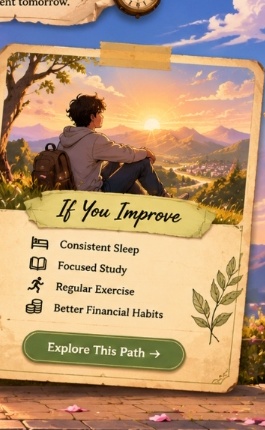 ent tomorrow.
If You Improve
Consistent Sleep
Focused Study
Regular Exercise
Better Financial Habits
Explore This Path →